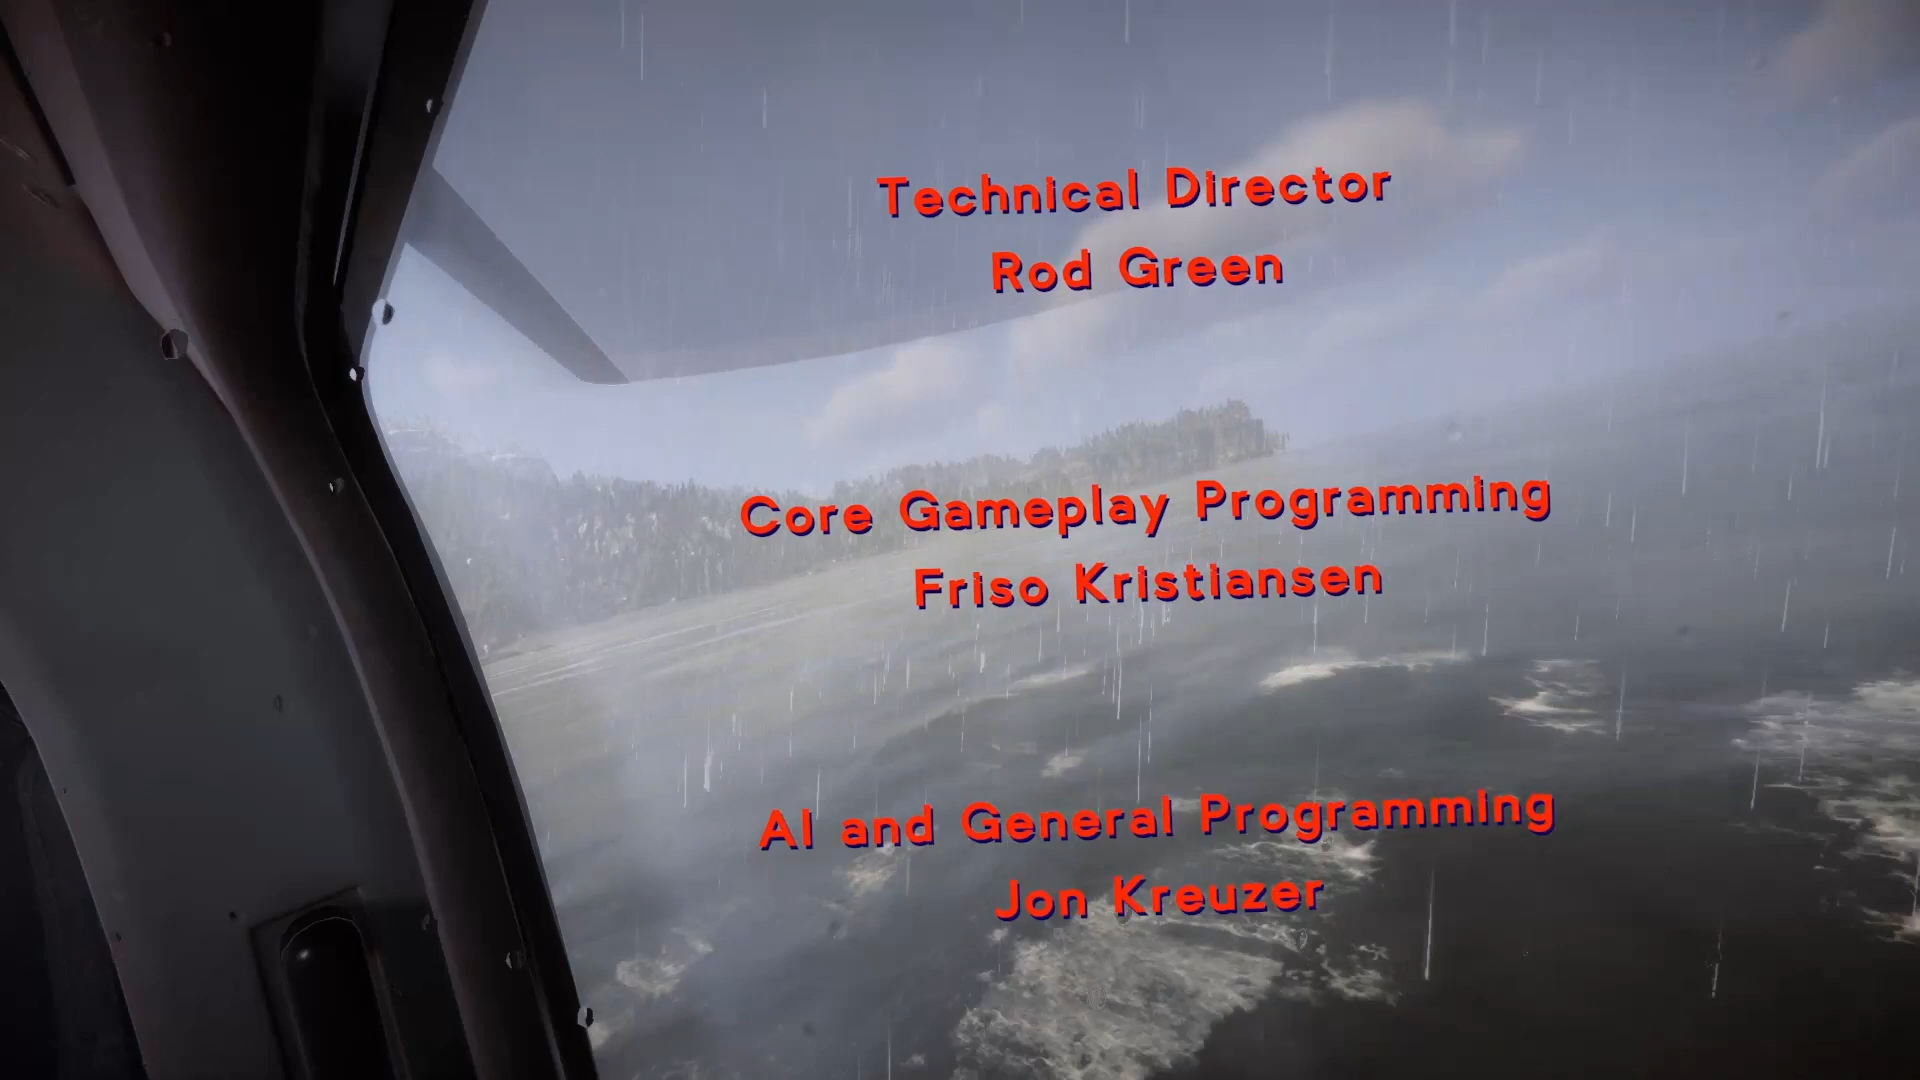 Technical Director
Rod Green
Core Gameplay Programming
Friso Kristiansen
AI and General Programming
Jon Kreuzer